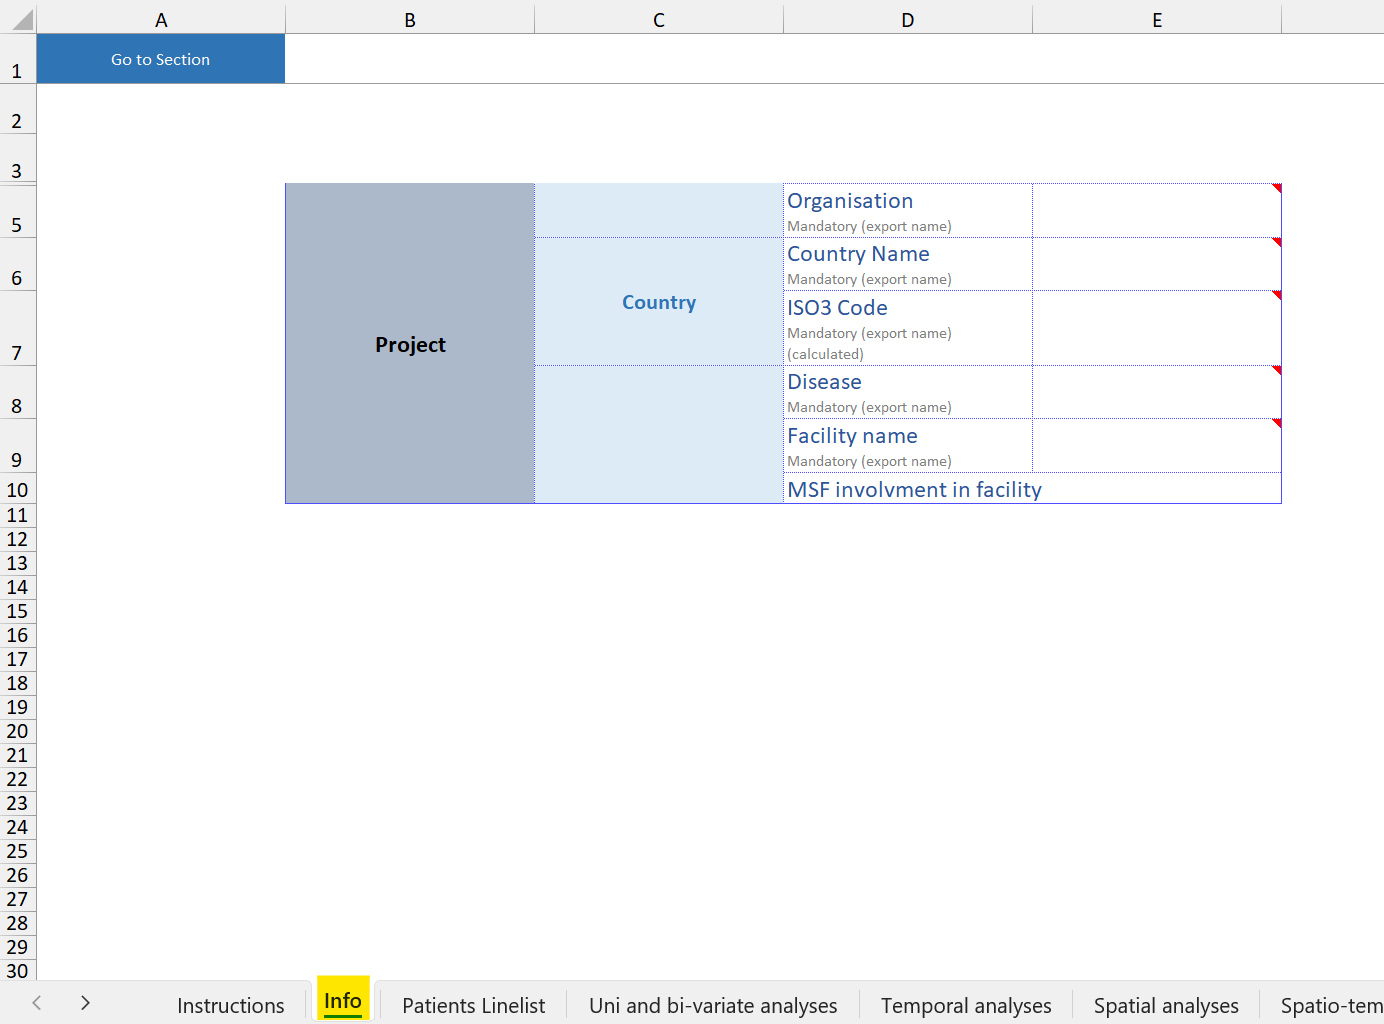 A B C D E
1 Go to Section
2
3
5 Organisation
Mandatory (export name)
6 Country Name
Mandatory (export name)
Country
7 ISO3 Code
Mandatory (export name)
(calculated)
Project
8 Disease
Mandatory (export name)
9 Facility name
Mandatory (export name)
10 MSF involvment in facility
11
12
13
14
15
16
17
18
19
20
21
22
23
24
25
26
27
28
29
30
Instructions Info Patients Linelist Uni and bi-variate analyses Temporal analyses Spatial analyses Spatio-tem